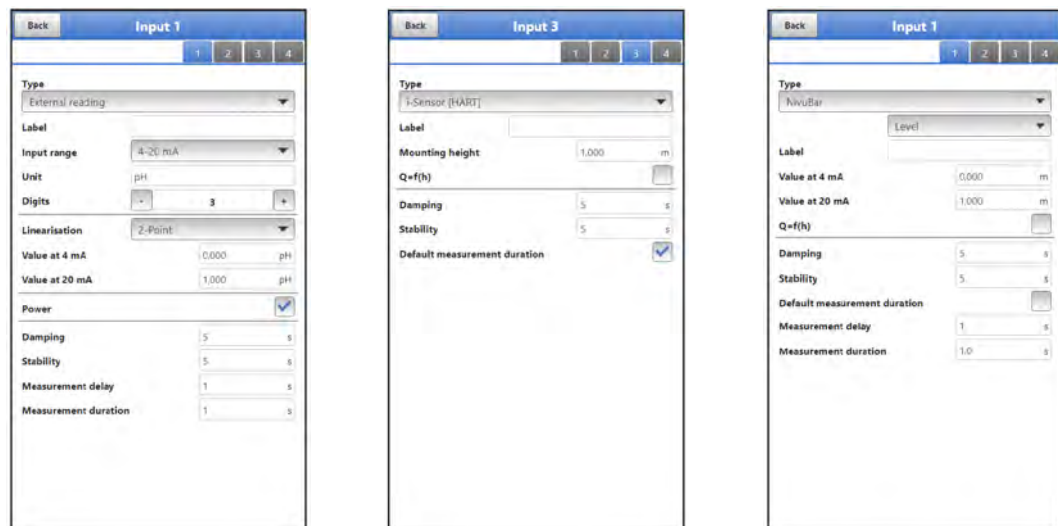 Back Input 1
1 2 3 4
Type
External reading
Label
Input range 4-20 mA
Unit pH
Digits - 3 +
Linearisation 2-Point
Value at 4 mA 0,000 pH
Value at 20 mA 1,000 pH
Power
Damping 5 s
Stability 5 s
Measurement delay 1 s
Measurement duration 1 s
Back Input 3
1 2 3 4
Type
i-Sensor [HART]
Label
Mounting height 1,000 m
Q=f(h)
Damping 5 s
Stability 5 s
Default measurement duration
Back Input 1
1 2 3 4
Type
NivuBar
Level
Label
Value at 4 mA 0,000 m
Value at 20 mA 1,000 m
Q=f(h)
Damping 5 s
Stability 5 s
Default measurement duration
Measurement delay 1 s
Measurement duration 1.0 s